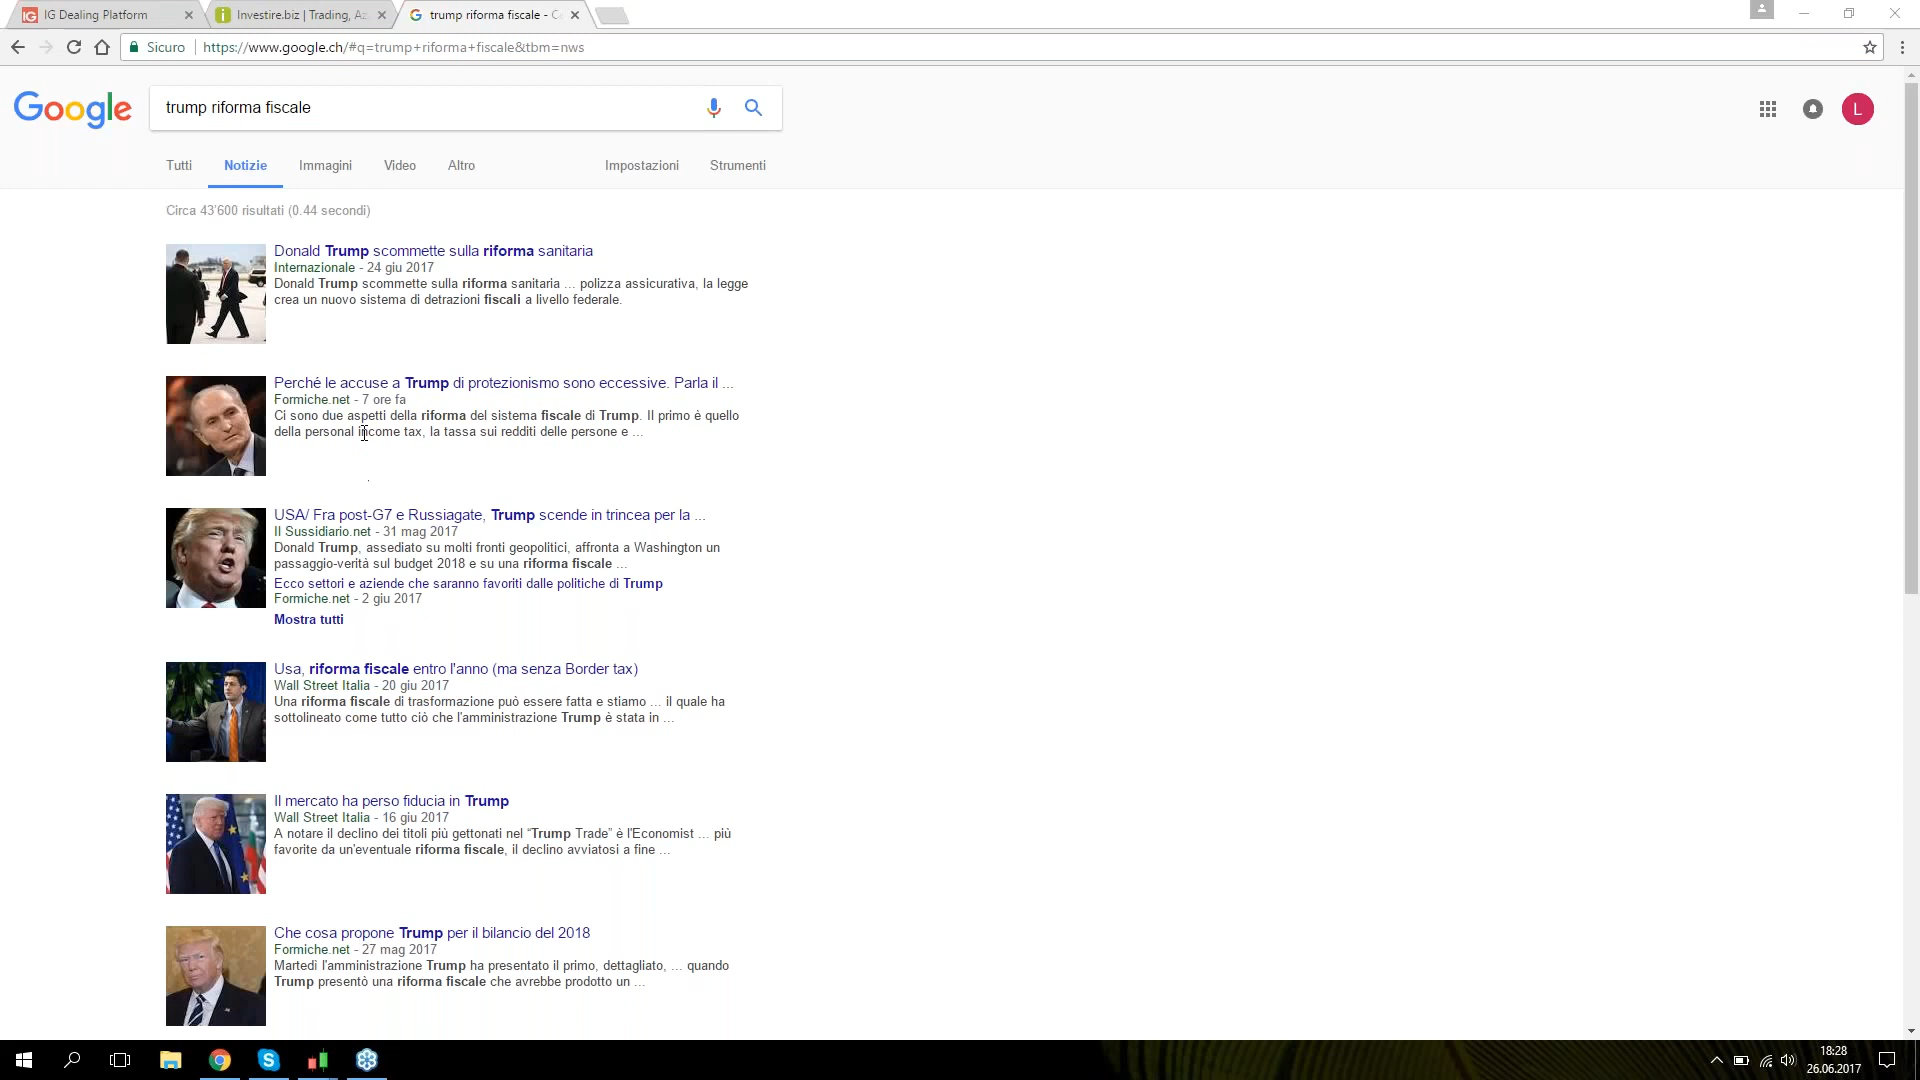 IG Dealing Platform
Investire.biz | Trading, Az
trump riforma fiscale - C
Sicuro
https://www.google.ch/#q=trump+riforma+fiscale&tbm=nws
Google
trump riforma fiscale
L
Tutti
Notizie
Immagini
Video
Altro
Impostazioni
Strumenti
Circa 43'600 risultati (0.44 secondi)
Donald Trump scommette sulla riforma sanitaria
Internazionale - 24 giu 2017
Donald Trump scommette sulla riforma sanitaria ... polizza assicurativa, la legge
crea un nuovo sistema di detrazioni fiscali a livello federale.
Perché le accuse a Trump di protezionismo sono eccessive. Parla il ...
Formiche.net - 7 ore fa
Ci sono due aspetti della riforma del sistema fiscale di Trump. Il primo è quello
della personal income tax, la tassa sui redditi delle persone e ...
USA/ Fra post-G7 e Russiagate, Trump scende in trincea per la ...
Il Sussidiario.net - 31 mag 2017
Donald Trump, assediato su molti fronti geopolitici, affronta a Washington un
passaggio-verità sul budget 2018 e su una riforma fiscale ...
Ecco settori e aziende che saranno favoriti dalle politiche di Trump
Formiche.net - 2 giu 2017
Mostra tutti
Usa, riforma fiscale entro l'anno (ma senza Border tax)
Wall Street Italia - 20 giu 2017
Una riforma fiscale di trasformazione può essere fatta e stiamo ... il quale ha
sottolineato come tutto ciò che l'amministrazione Trump è stata in ...
Il mercato ha perso fiducia in Trump
Wall Street Italia - 16 giu 2017
A notare il declino dei titoli più gettonati nel “Trump Trade” è l'Economist ... più
favorite da un'eventuale riforma fiscale, il declino avviatosi a fine ...
Che cosa propone Trump per il bilancio del 2018
Formiche.net - 27 mag 2017
Martedì l'amministrazione Trump ha presentato il primo, dettagliato, ... quando
Trump presentò una riforma fiscale che avrebbe prodotto un ...
18:28
26.06.2017